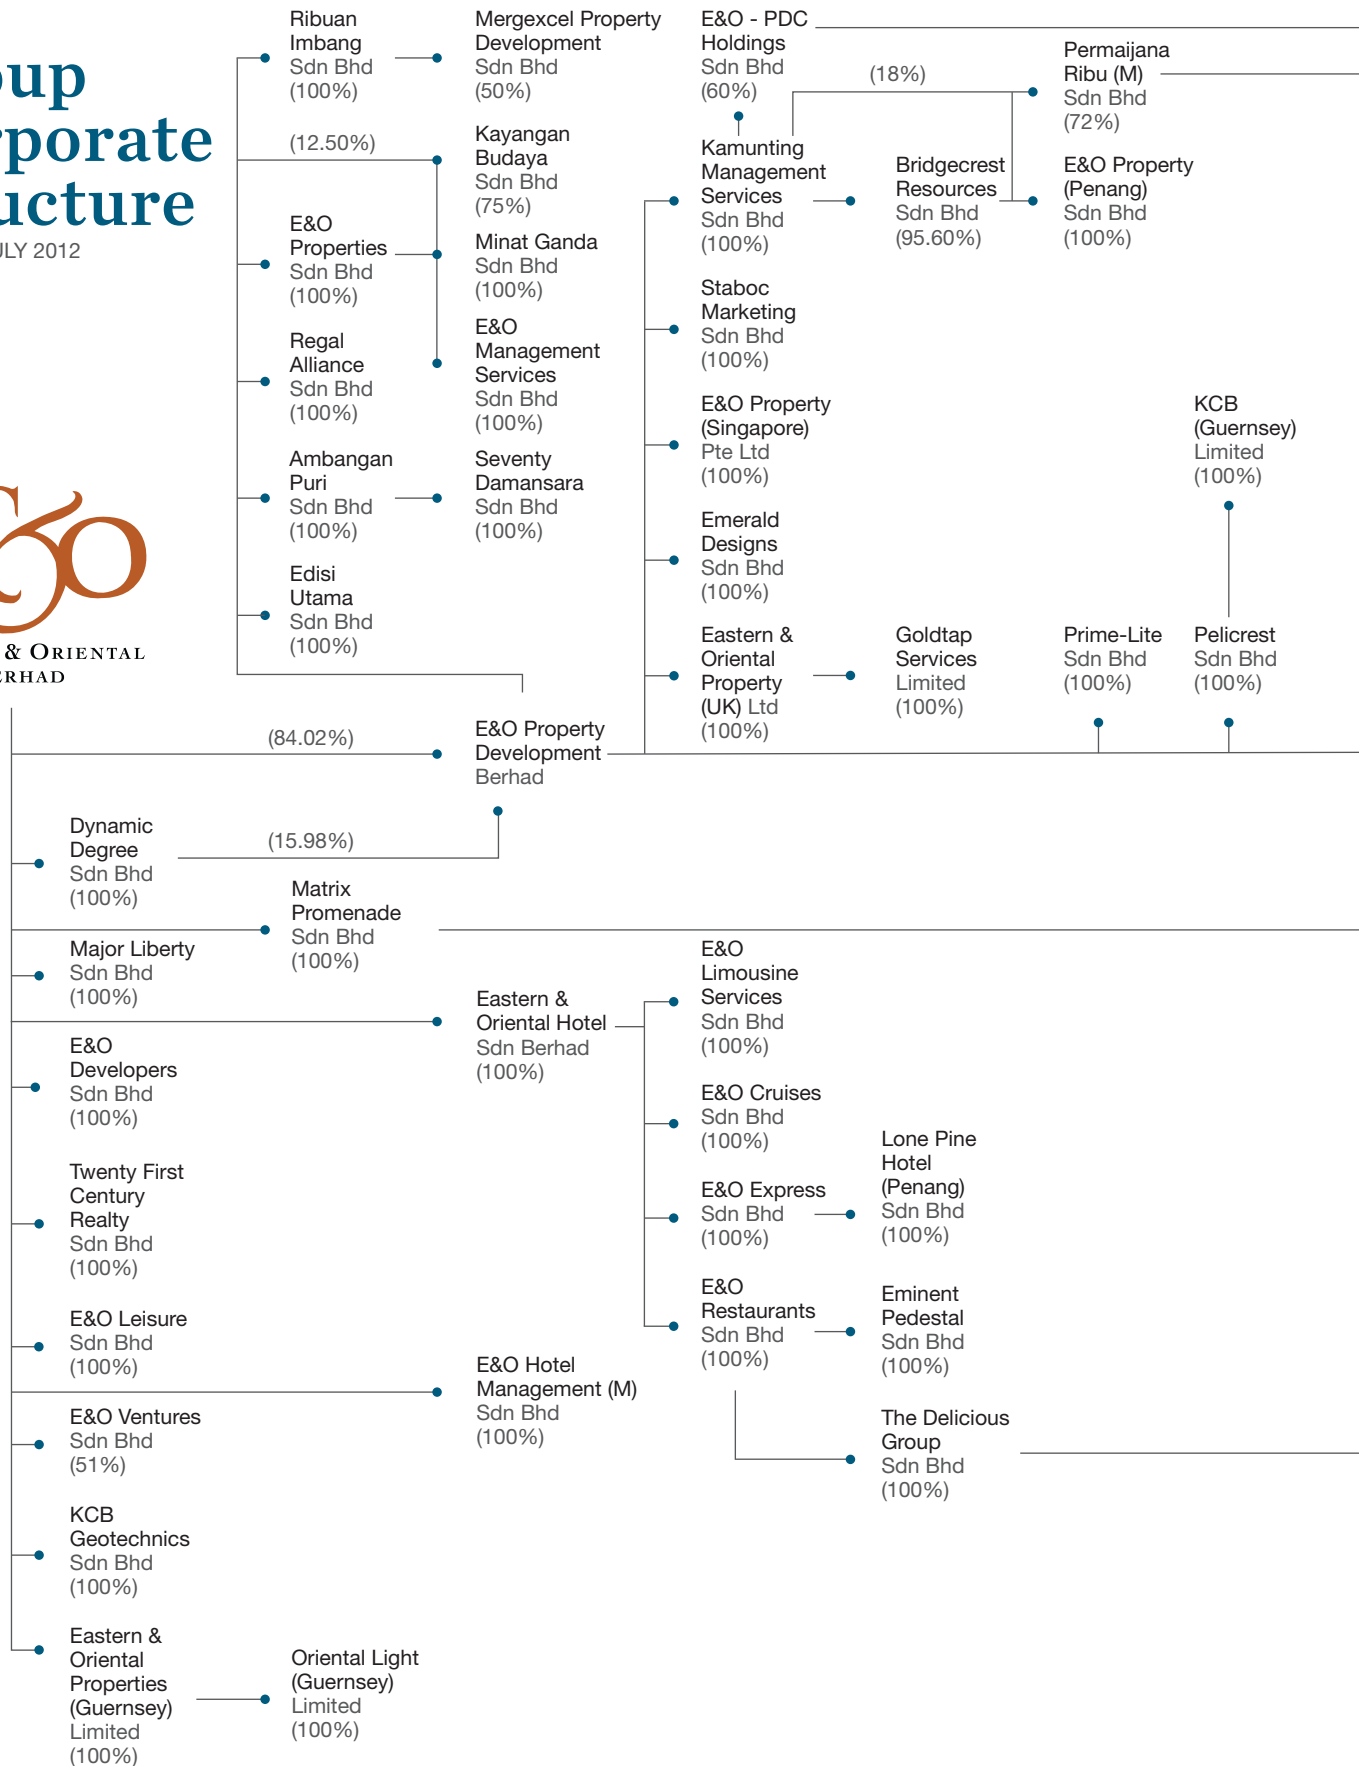 oup
rporate
ucture
JLY 2012
& ORIENTAL
ERHAD
Ribuan
Imbang
Sdn Bhd
(100%)
Mergexcel Property
Development
Sdn Bhd
(50%)
(12.50%)
Kayangan
Budaya
Sdn Bhd
(75%)
E&O
Properties
Sdn Bhd
(100%)
Minat Ganda
Sdn Bhd
(100%)
E&O
Management
Services
Sdn Bhd
(100%)
Regal
Alliance
Sdn Bhd
(100%)
Ambangan
Puri
Sdn Bhd
(100%)
Seventy
Damansara
Sdn Bhd
(100%)
Edisi
Utama
Sdn Bhd
(100%)
E&O - PDC
Holdings
Sdn Bhd
(60%)
(18%)
Permaijana
Ribu (M)
Sdn Bhd
(72%)
Kamunting
Management
Services
Sdn Bhd
(100%)
Bridgecrest
Resources
Sdn Bhd
(95.60%)
E&O Property
(Penang)
Sdn Bhd
(100%)
Staboc
Marketing
Sdn Bhd
(100%)
E&O Property
(Singapore)
Pte Ltd
(100%)
KCB
(Guernsey)
Limited
(100%)
Emerald
Designs
Sdn Bhd
(100%)
Eastern &
Oriental
Property
(UK) Ltd
(100%)
Goldtap
Services
Limited
(100%)
Prime-Lite
Sdn Bhd
(100%)
Pelicrest
Sdn Bhd
(100%)
(84.02%)
E&O Property
Development
Berhad
Dynamic
Degree
Sdn Bhd
(100%)
(15.98%)
Matrix
Promenade
Sdn Bhd
(100%)
Major Liberty
Sdn Bhd
(100%)
Eastern &
Oriental Hotel
Sdn Berhad
(100%)
E&O
Limousine
Services
Sdn Bhd
(100%)
E&O
Developers
Sdn Bhd
(100%)
E&O Cruises
Sdn Bhd
(100%)
Twenty First
Century
Realty
Sdn Bhd
(100%)
E&O Express
Sdn Bhd
(100%)
Lone Pine
Hotel
(Penang)
Sdn Bhd
(100%)
E&O Leisure
Sdn Bhd
(100%)
E&O
Restaurants
Sdn Bhd
(100%)
Eminent
Pedestal
Sdn Bhd
(100%)
E&O Hotel
Management (M)
Sdn Bhd
(100%)
E&O Ventures
Sdn Bhd
(51%)
The Delicious
Group
Sdn Bhd
(100%)
KCB
Geotechnics
Sdn Bhd
(100%)
Eastern &
Oriental
Properties
(Guernsey)
Limited
(100%)
Oriental Light
(Guernsey)
Limited
(100%)